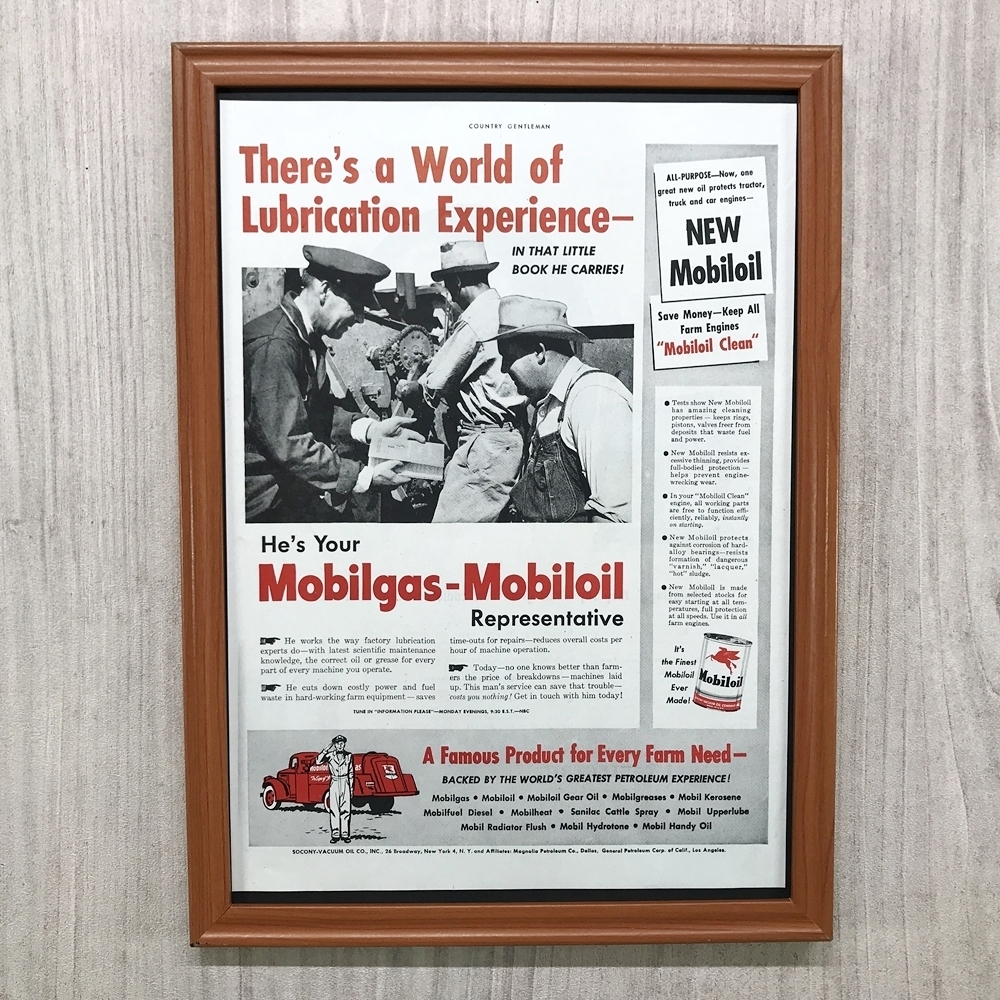 COUNTRY GENTLEMAN
There's a World of
Lubrication Experience—
IN THAT LITTLE
BOOK HE CARRIES!
He's Your
Mobilgas-Mobiloil
Representative
He works the way factory lubrication
experts do—with latest scientific maintenance
knowledge, the correct oil or grease for every
part of every machine you operate.
He cuts down costly power and fuel
waste in hard-working farm equipment—saves
time-outs for repairs—reduces overall costs per
hour of machine operation.
Today—no one knows better than farm-
ers the price of breakdowns—machines laid
up. This man's service can save that trouble—
costs you nothing! Get in touch with him today!
TUNE IN "INFORMATION PLEASE"—MONDAY EVENINGS, 9:30 E.S.T.—NBC
ALL-PURPOSE—Now, one
great new oil protects tractor,
truck and car engines—
NEW
Mobiloil
Save Money—Keep All
Farm Engines
"Mobiloil Clean"
● Tests show New Mobiloil
has amazing cleaning
properties—keeps rings,
pistons, valves freer from
deposits that waste fuel
and power.
● New Mobiloil resists ex-
cessive thinning, provides
full-bodied protection—
helps prevent engine-
wrecking wear.
● In your "Mobiloil Clean"
engine, all working parts
are free to function effi-
ciently, reliably, instantly
on starting.
● New Mobiloil protects
against corrosion of hard-
alloy bearings—resists
formation of dangerous
"varnish," "lacquer,"
"hot" sludge.
● New Mobiloil is made
from selected stocks for
easy starting at all tem-
peratures, full protection
at all speeds. Use it in all
farm engines.
It's
the Finest
Mobiloil
Ever
Made!
Mobiloil
A Famous Product for Every Farm Need—
BACKED BY THE WORLD'S GREATEST PETROLEUM EXPERIENCE!
Mobilgas • Mobiloil • Mobiloil Gear Oil • Mobilgreases • Mobil Kerosene
Mobilfuel Diesel • Mobilheat • Sanilac Cattle Spray • Mobil Upperlube
Mobil Radiator Flush • Mobil Hydrotone • Mobil Handy Oil
SOCONY-VACUUM OIL CO., INC., 26 Broadway, New York 4, N. Y. and Affiliates: Magnolia Petroleum Co., Dallas, General Petroleum Corp. of Calif., Los Angeles.